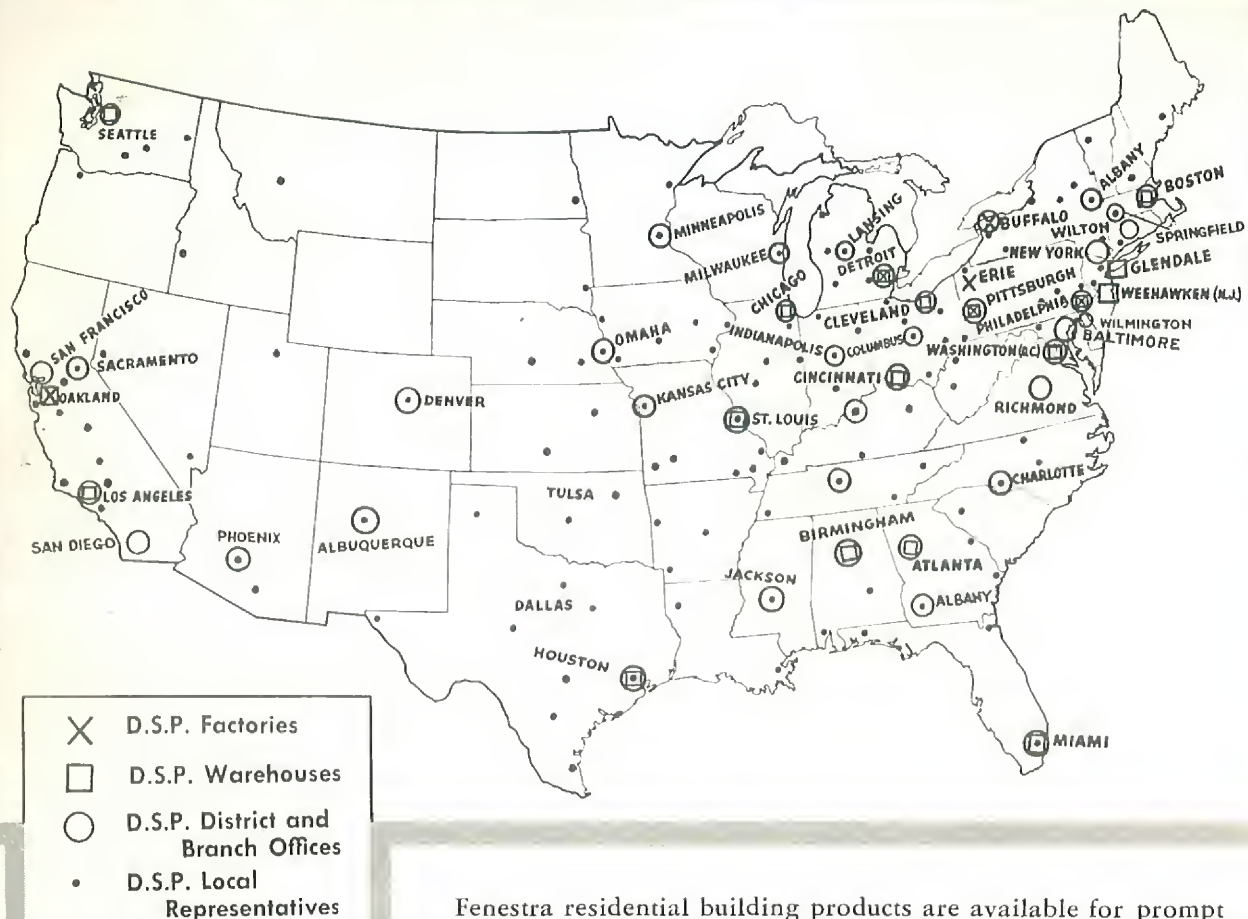 SEATTLE
MINNEAPOLIS
MILWAUKEE
CHICAGO
LANSING
DETROIT
BUFFALO
ALBANY
BOSTON
WILTON
SPRINGFIELD
NEW YORK
GLENDALE
ERIE
PITTSBURGH
WEEHAWKEN (N.J.)
PHILADELPHIA
CLEVELAND
WILMINGTON
BALTIMORE
INDIANAPOLIS
COLUMBUS
WASHINGTON (D.C.)
CINCINNATI
RICHMOND
SAN FRANCISCO
SACRAMENTO
OAKLAND
OMAHA
DENVER
KANSAS CITY
ST. LOUIS
LOS ANGELES
TULSA
CHARLOTTE
SAN DIEGO
PHOENIX
ALBUQUERQUE
BIRMINGHAM
ATLANTA
JACKSON
ALBANY
DALLAS
HOUSTON
MIAMI
D.S.P. Factories
D.S.P. Warehouses
D.S.P. District and
Branch Offices
D.S.P. Local
Representatives
Fenestra residential building products are available for prompt